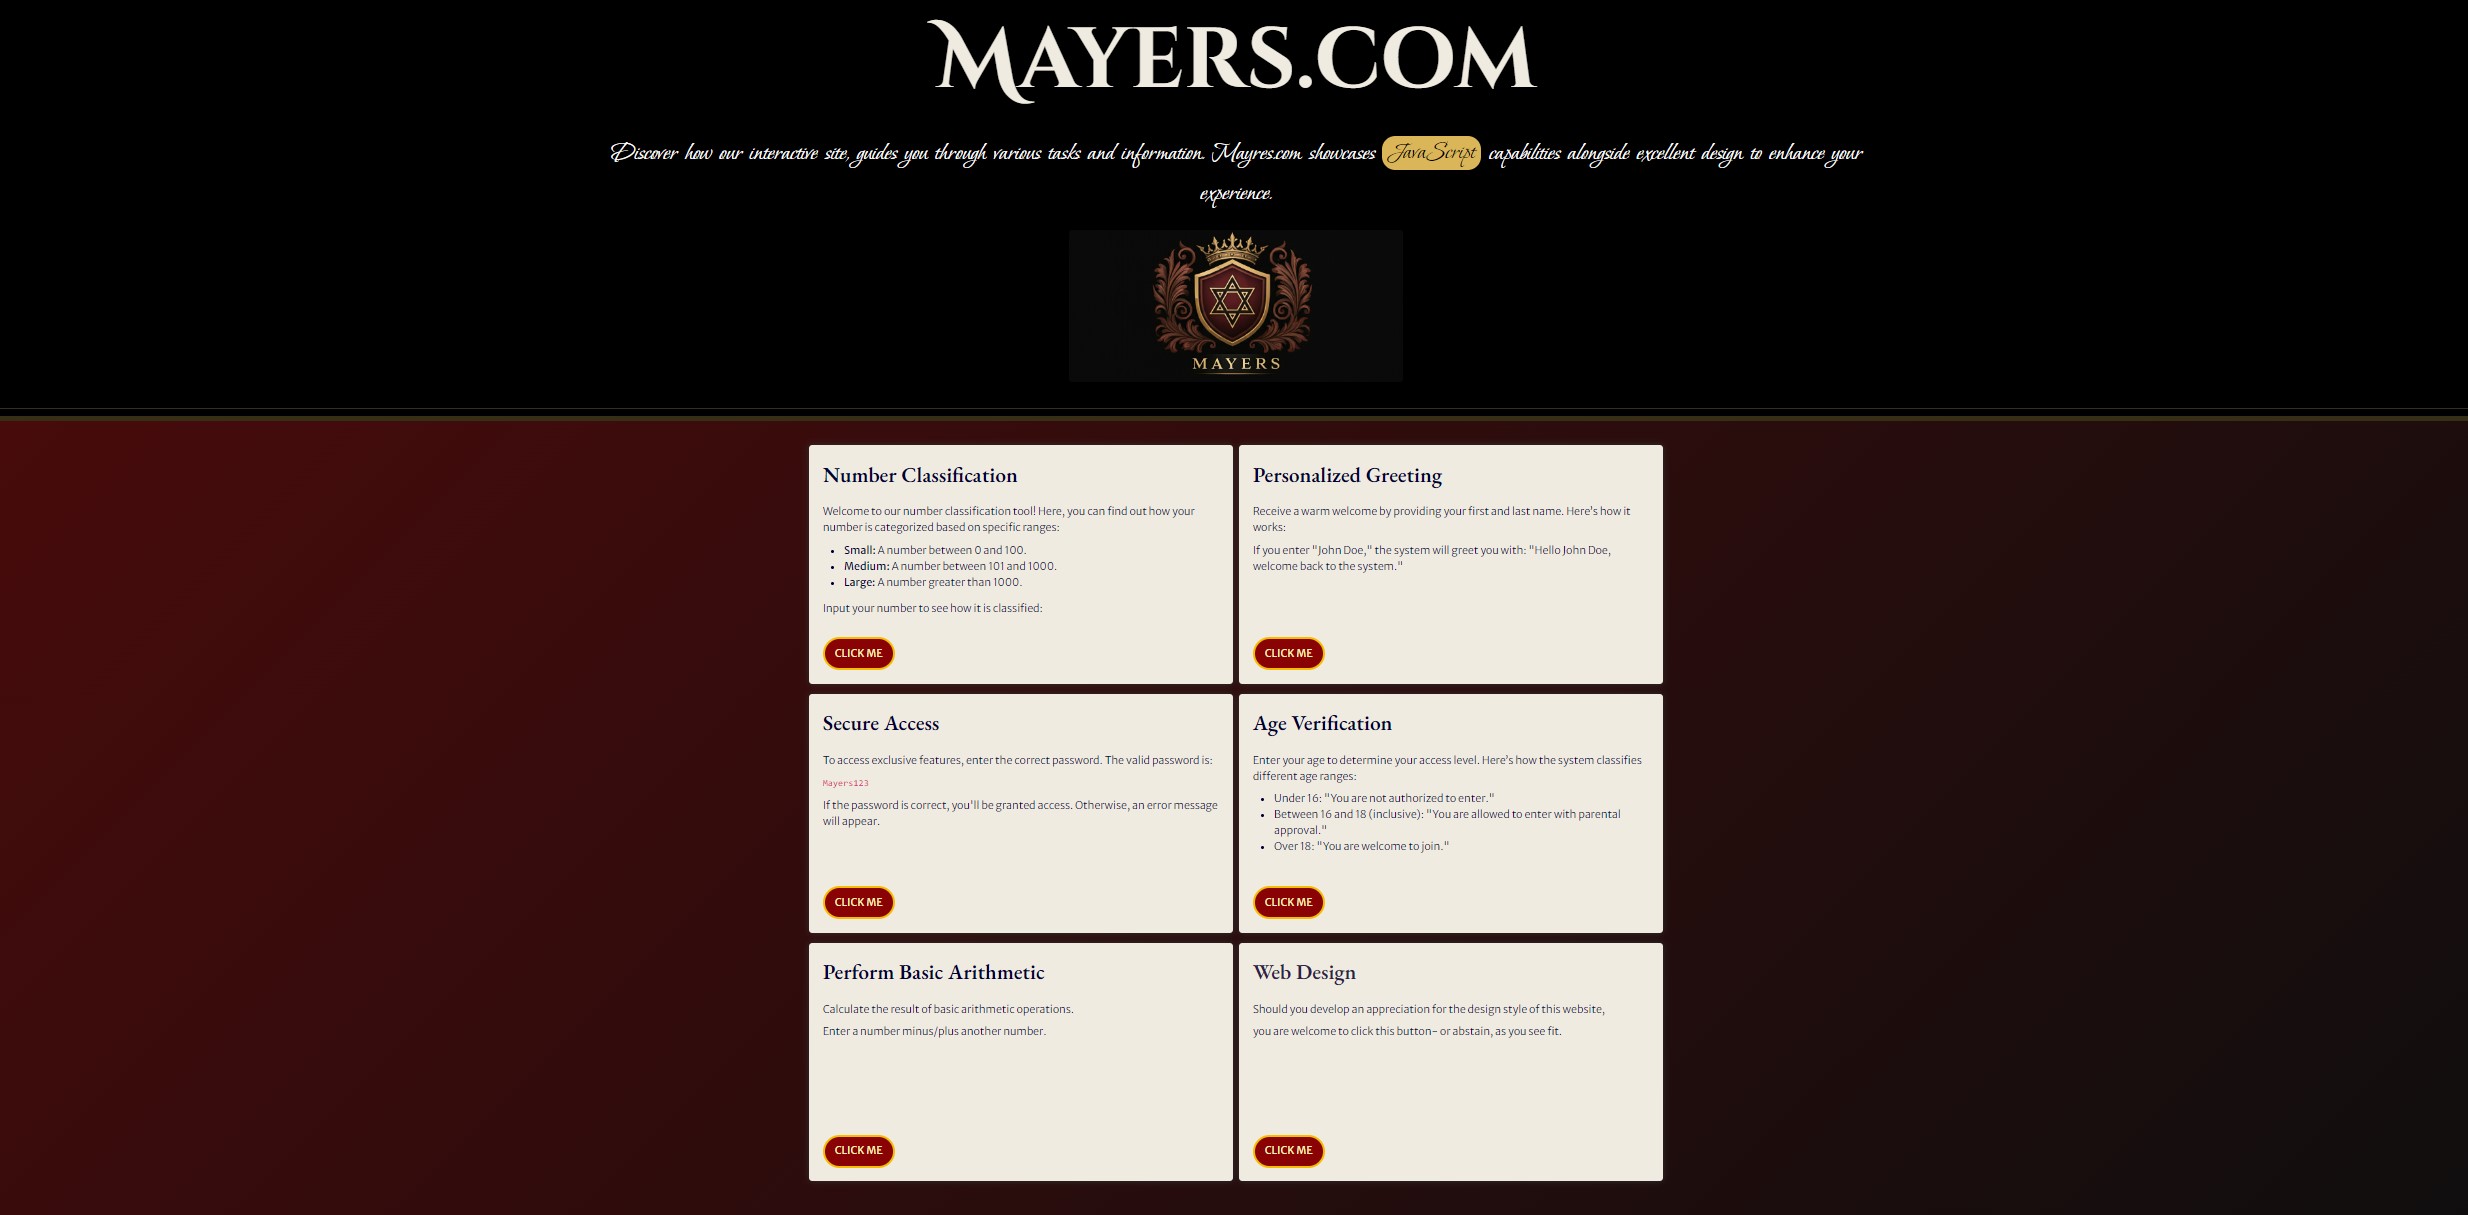 MAYERS.COM
Discover how our interactive site, guides you through various tasks and information. Mayres.com showcases JavaScript capabilities alongside excellent design to enhance your
experience.
MAYERS
Number Classification
Welcome to our number classification tool! Here, you can find out how your
number is categorized based on specific ranges:
• Small: A number between 0 and 100.
• Medium: A number between 101 and 1000.
• Large: A number greater than 1000.
Input your number to see how it is classified:
CLICK ME
Personalized Greeting
Receive a warm welcome by providing your first and last name. Here's how it
works:
If you enter "John Doe," the system will greet you with: "Hello John Doe,
welcome back to the system."
CLICK ME
Secure Access
To access exclusive features, enter the correct password. The valid password is:
Mayers123
If the password is correct, you'll be granted access. Otherwise, an error message
will appear.
CLICK ME
Age Verification
Enter your age to determine your access level. Here's how the system classifies
different age ranges:
• Under 16: "You are not authorized to enter."
• Between 16 and 18 (inclusive): "You are allowed to enter with parental
approval."
• Over 18: "You are welcome to join."
CLICK ME
Perform Basic Arithmetic
Calculate the result of basic arithmetic operations.
Enter a number minus/plus another number.
CLICK ME
Web Design
Should you develop an appreciation for the design style of this website,
you are welcome to click this button- or abstain, as you see fit.
CLICK ME